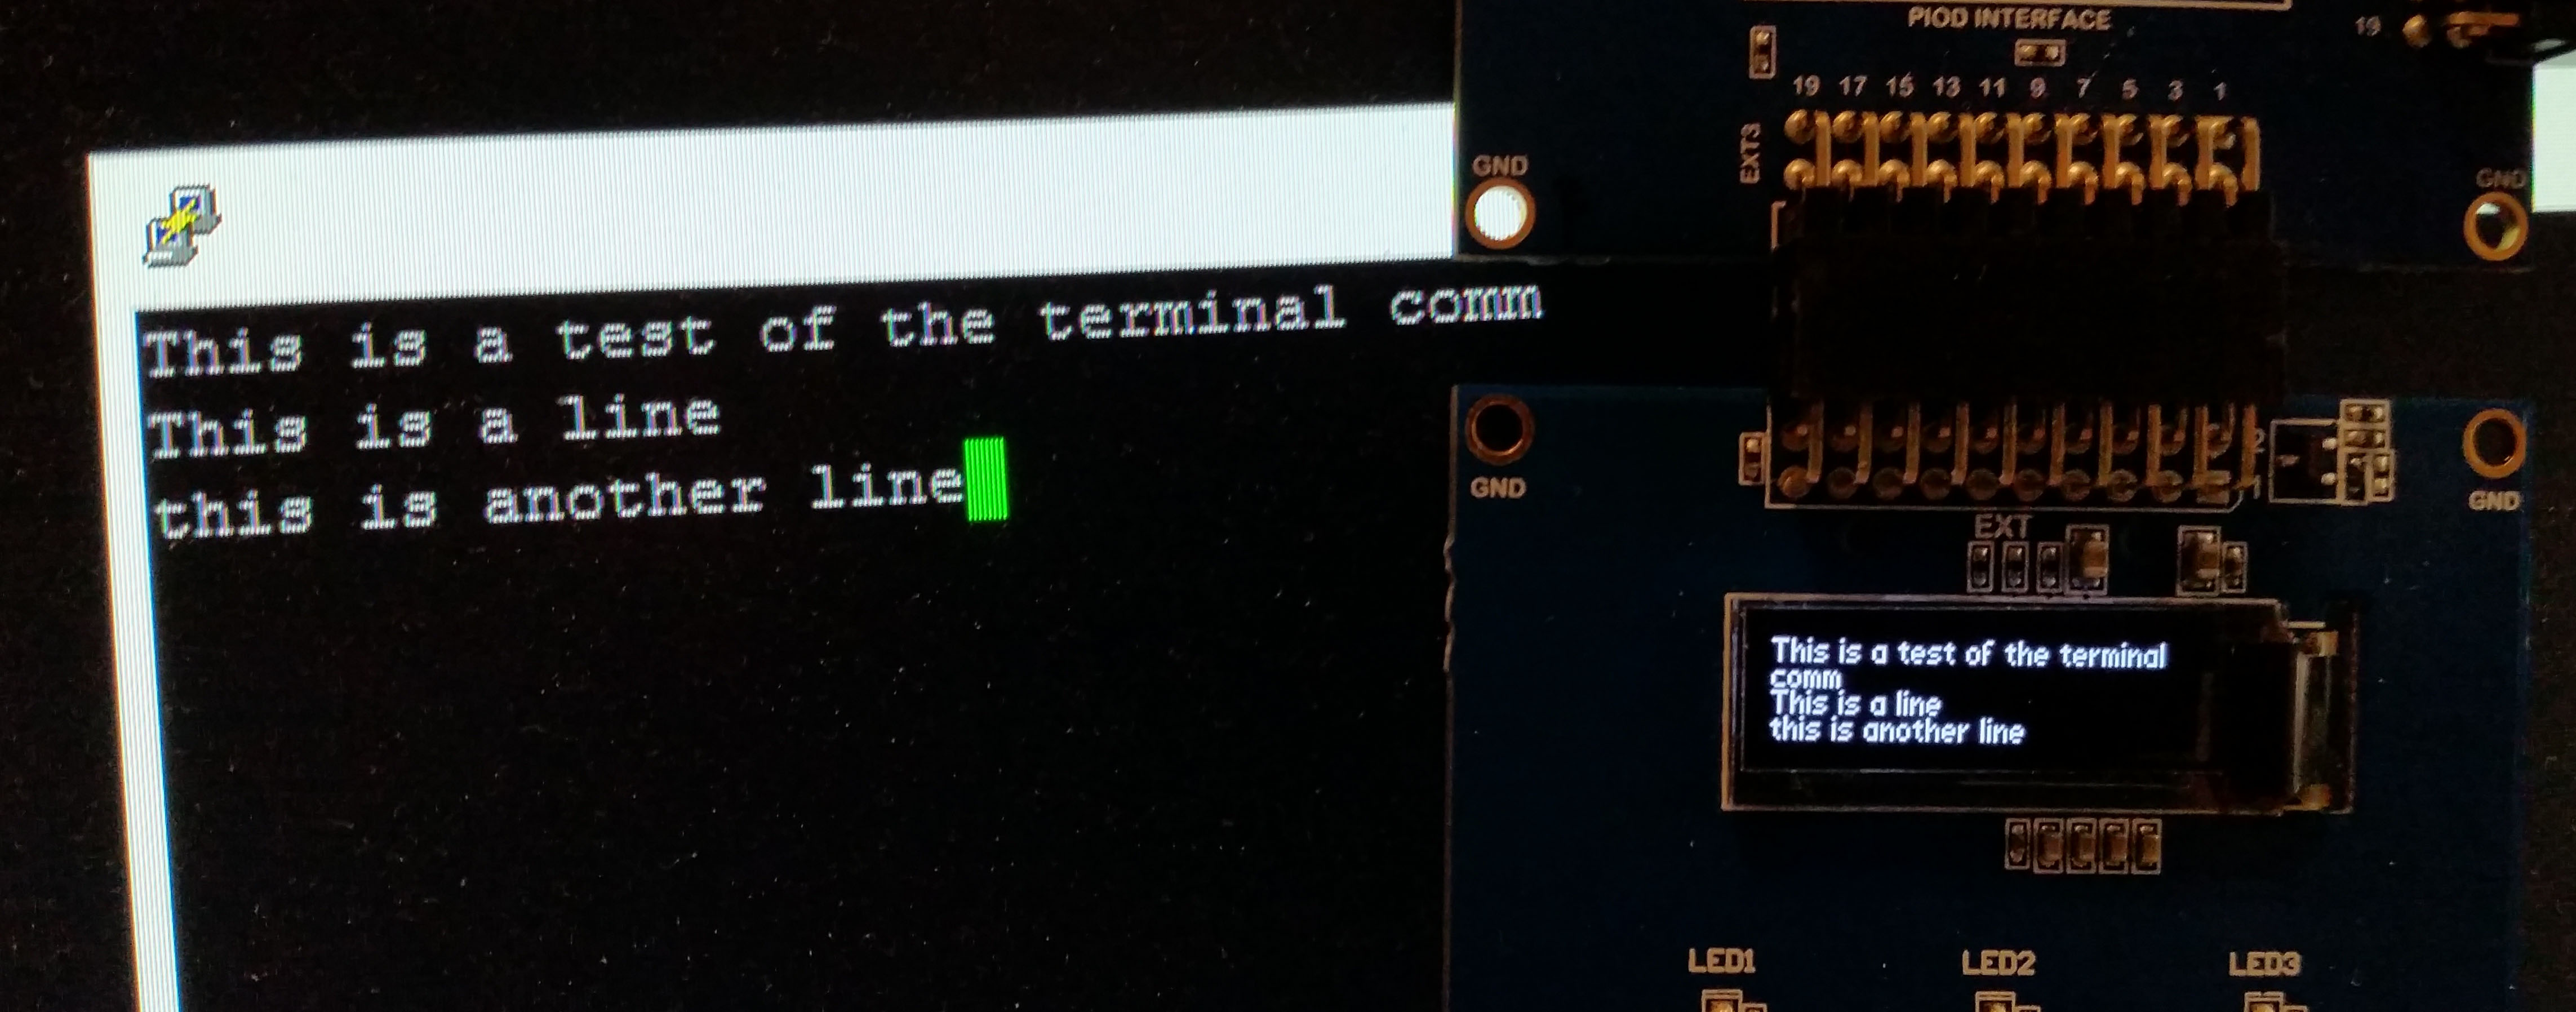 This is a test of the terminal comm
This is a line
this is another line
PIOD INTERFACE
19
19 17 15 13 11 9 7 5 3 1
EXT3
GND
GND
GND
GND
2
1
EXT
This is a test of the terminal
comm
This is a line
this is another line
LED1 LED2 LED3